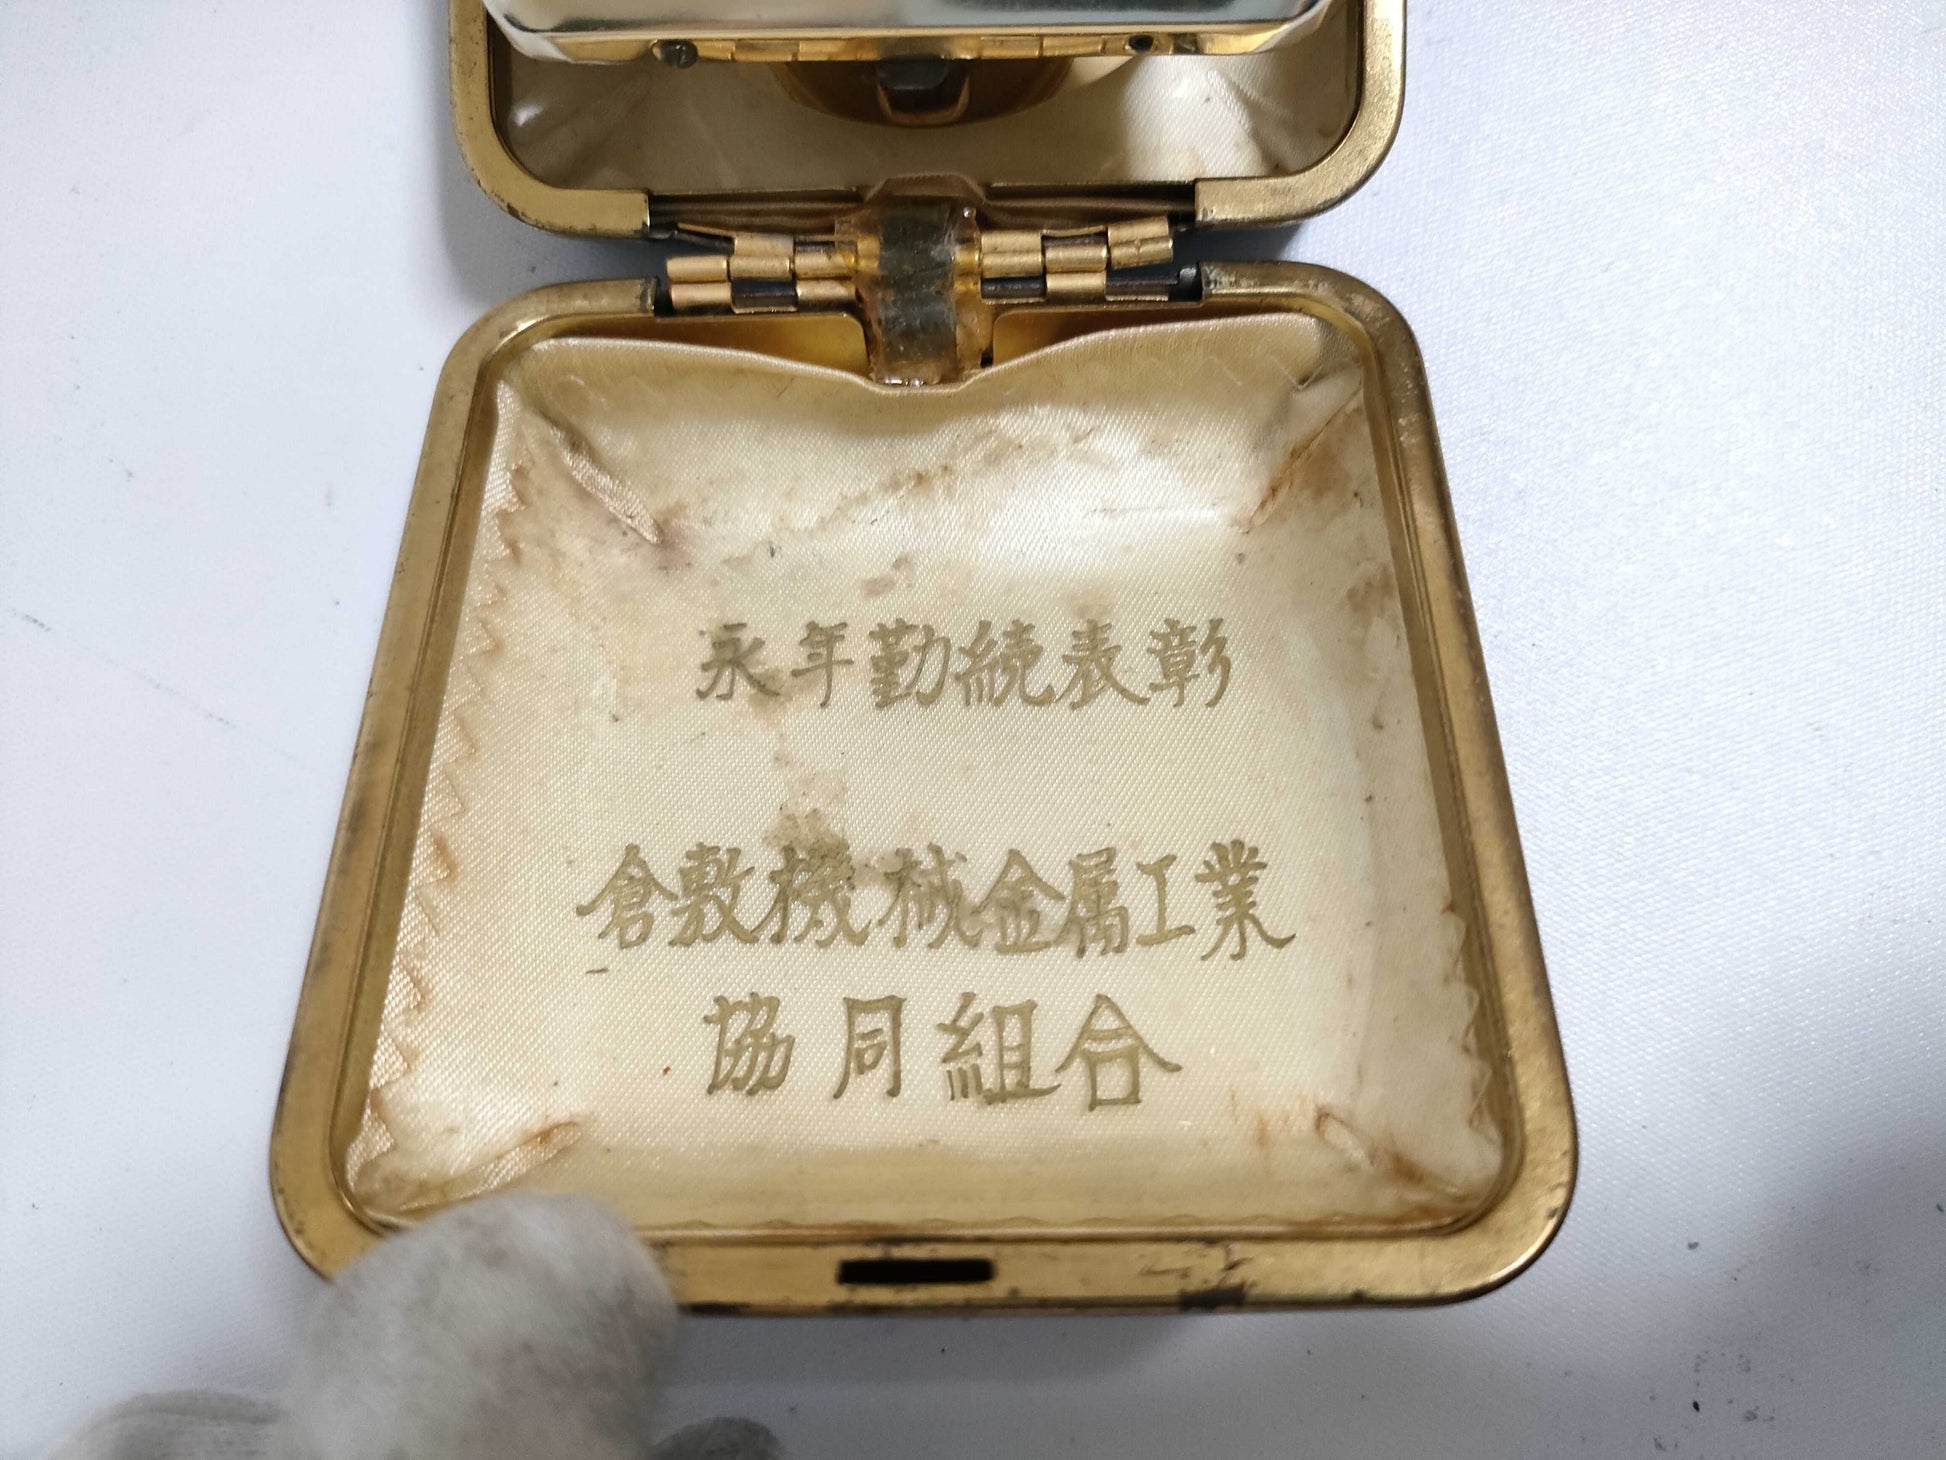 永年勤続表彰
倉敷機械金属工業
協同組合